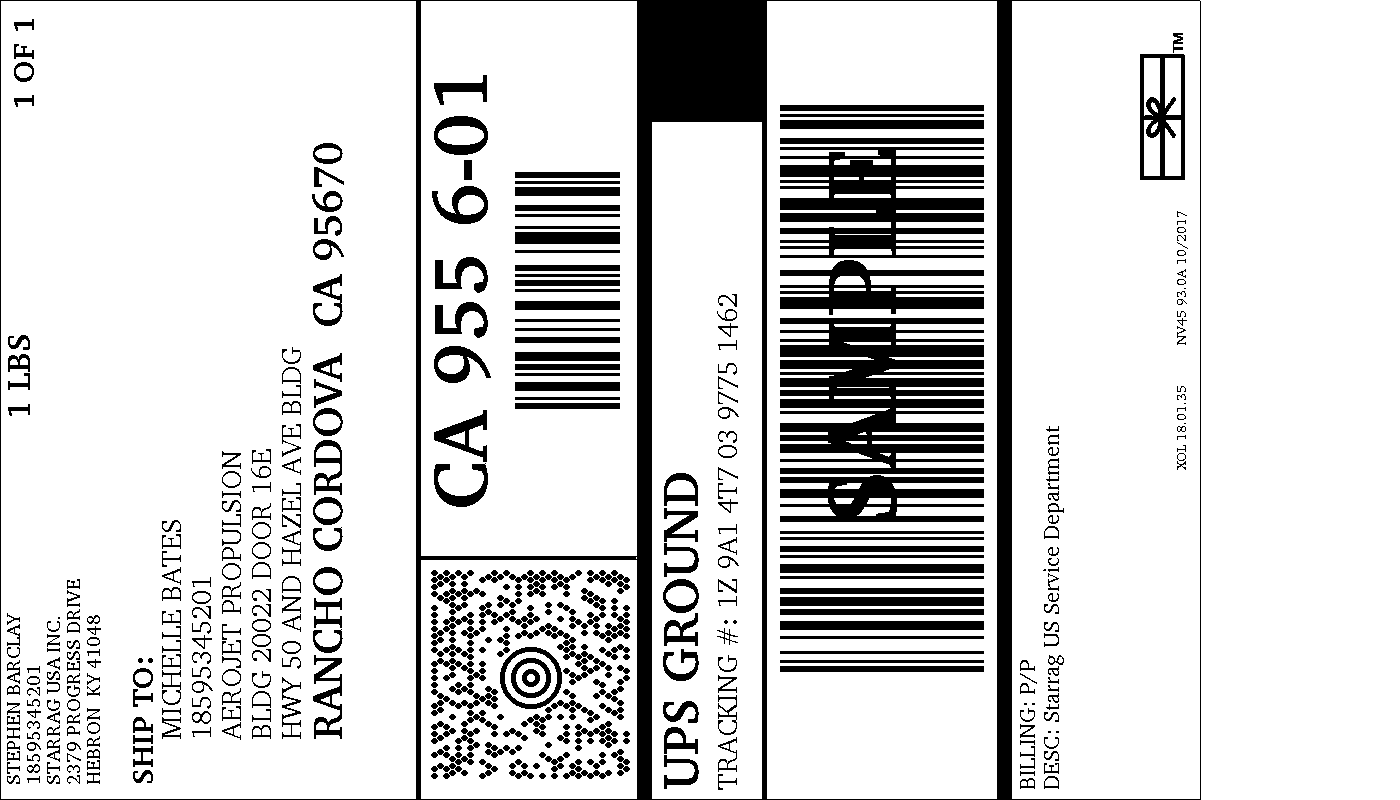 STEPHEN BARCLAY
18595345201
STARRAG USA INC.
2379 PROGRESS DRIVE
HEBRON KY 41048
1 LBS
1 OF 1
SHIP TO:
MICHELLE BATES
18595345201
AEROJET PROPULSION
BLDG 20022 DOOR 16E
HWY 50 AND HAZEL AVE BLDG
RANCHO CORDOVA CA 95670
CA 955 6-01
UPS GROUND
TRACKING #: 1Z 9A1 4T7 03 9775 1462
SAMPLE
BILLING: P/P
DESC: Starrag US Service Department
XOL 18.01.35 NV45 93.0A 10/2017
TM